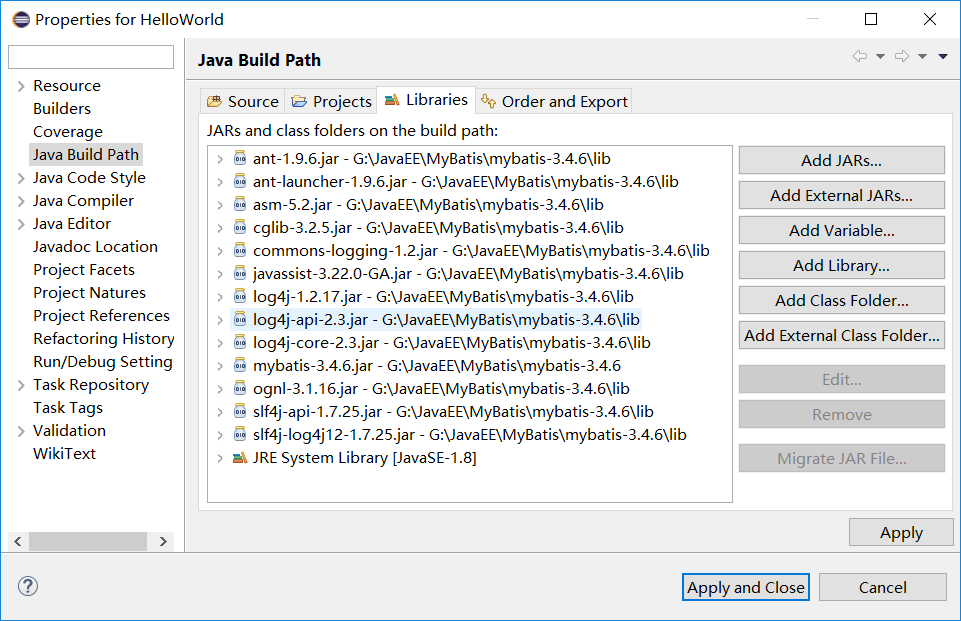 Properties for HelloWorld
Java Build Path
Resource
Builders
Coverage
Java Build Path
Java Code Style
Java Compiler
Java Editor
Javadoc Location
Project Facets
Project Natures
Project References
Refactoring History
Run/Debug Setting
Task Repository
Task Tags
Validation
WikiText
Source Projects Libraries Order and Export
JARs and class folders on the build path:
ant-1.9.6.jar - G:\JavaEE\MyBatis\mybatis-3.4.6\lib
ant-launcher-1.9.6.jar - G:\JavaEE\MyBatis\mybatis-3.4.6\lib
asm-5.2.jar - G:\JavaEE\MyBatis\mybatis-3.4.6\lib
cglib-3.2.5.jar - G:\JavaEE\MyBatis\mybatis-3.4.6\lib
commons-logging-1.2.jar - G:\JavaEE\MyBatis\mybatis-3.4.6\lib
javassist-3.22.0-GA.jar - G:\JavaEE\MyBatis\mybatis-3.4.6\lib
log4j-1.2.17.jar - G:\JavaEE\MyBatis\mybatis-3.4.6\lib
log4j-api-2.3.jar - G:\JavaEE\MyBatis\mybatis-3.4.6\lib
log4j-core-2.3.jar - G:\JavaEE\MyBatis\mybatis-3.4.6\lib
mybatis-3.4.6.jar - G:\JavaEE\MyBatis\mybatis-3.4.6
ognl-3.1.16.jar - G:\JavaEE\MyBatis\mybatis-3.4.6\lib
slf4j-api-1.7.25.jar - G:\JavaEE\MyBatis\mybatis-3.4.6\lib
slf4j-log4j12-1.7.25.jar - G:\JavaEE\MyBatis\mybatis-3.4.6\lib
JRE System Library [JavaSE-1.8]
Add JARs...
Add External JARs...
Add Variable...
Add Library...
Add Class Folder...
Add External Class Folder...
Edit...
Remove
Migrate JAR File...
Apply
Apply and Close
Cancel